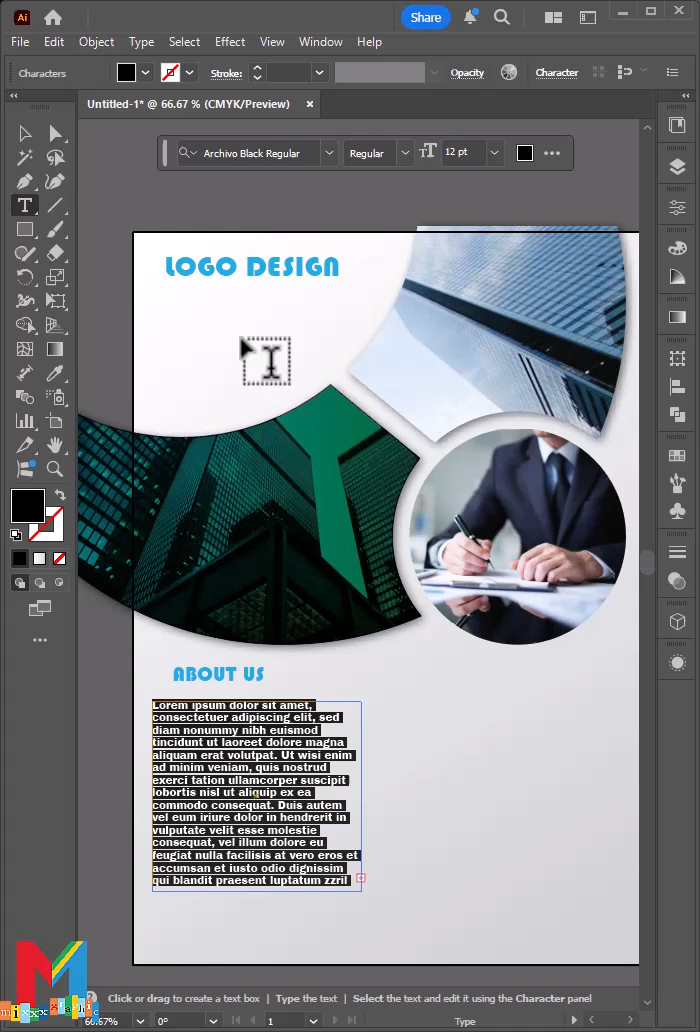 Ai
Share
File Edit Object Type Select Effect View Window Help
Characters Stroke: Opacity Character
Untitled-1* @ 66.67 % (CMYK/Preview) ×
Archivo Black Regular Regular 12 pt
LOGO DESIGN
ABOUT US
Lorem ipsum dolor sit amet,
consectetuer adipiscing elit, sed
diam nonummy nibh euismod
tincidunt ut laoreet dolore magna
aliquam erat volutpat. Ut wisi enim
ad minim veniam, quis nostrud
exerci tation ullamcorper suscipit
lobortis nisl ut aliquip ex ea
commodo consequat. Duis autem
vel eum iriure dolor in hendrerit in
vulputate velit esse molestie
consequat, vel illum dolore eu
feugiat nulla facilisis at vero eros et
accumsan et iusto odio dignissim
qui blandit praesent luptatum zzril
Click or drag to create a text box | Type the text | Select the text and edit it using the Character panel
66.67% 0° 1 Type